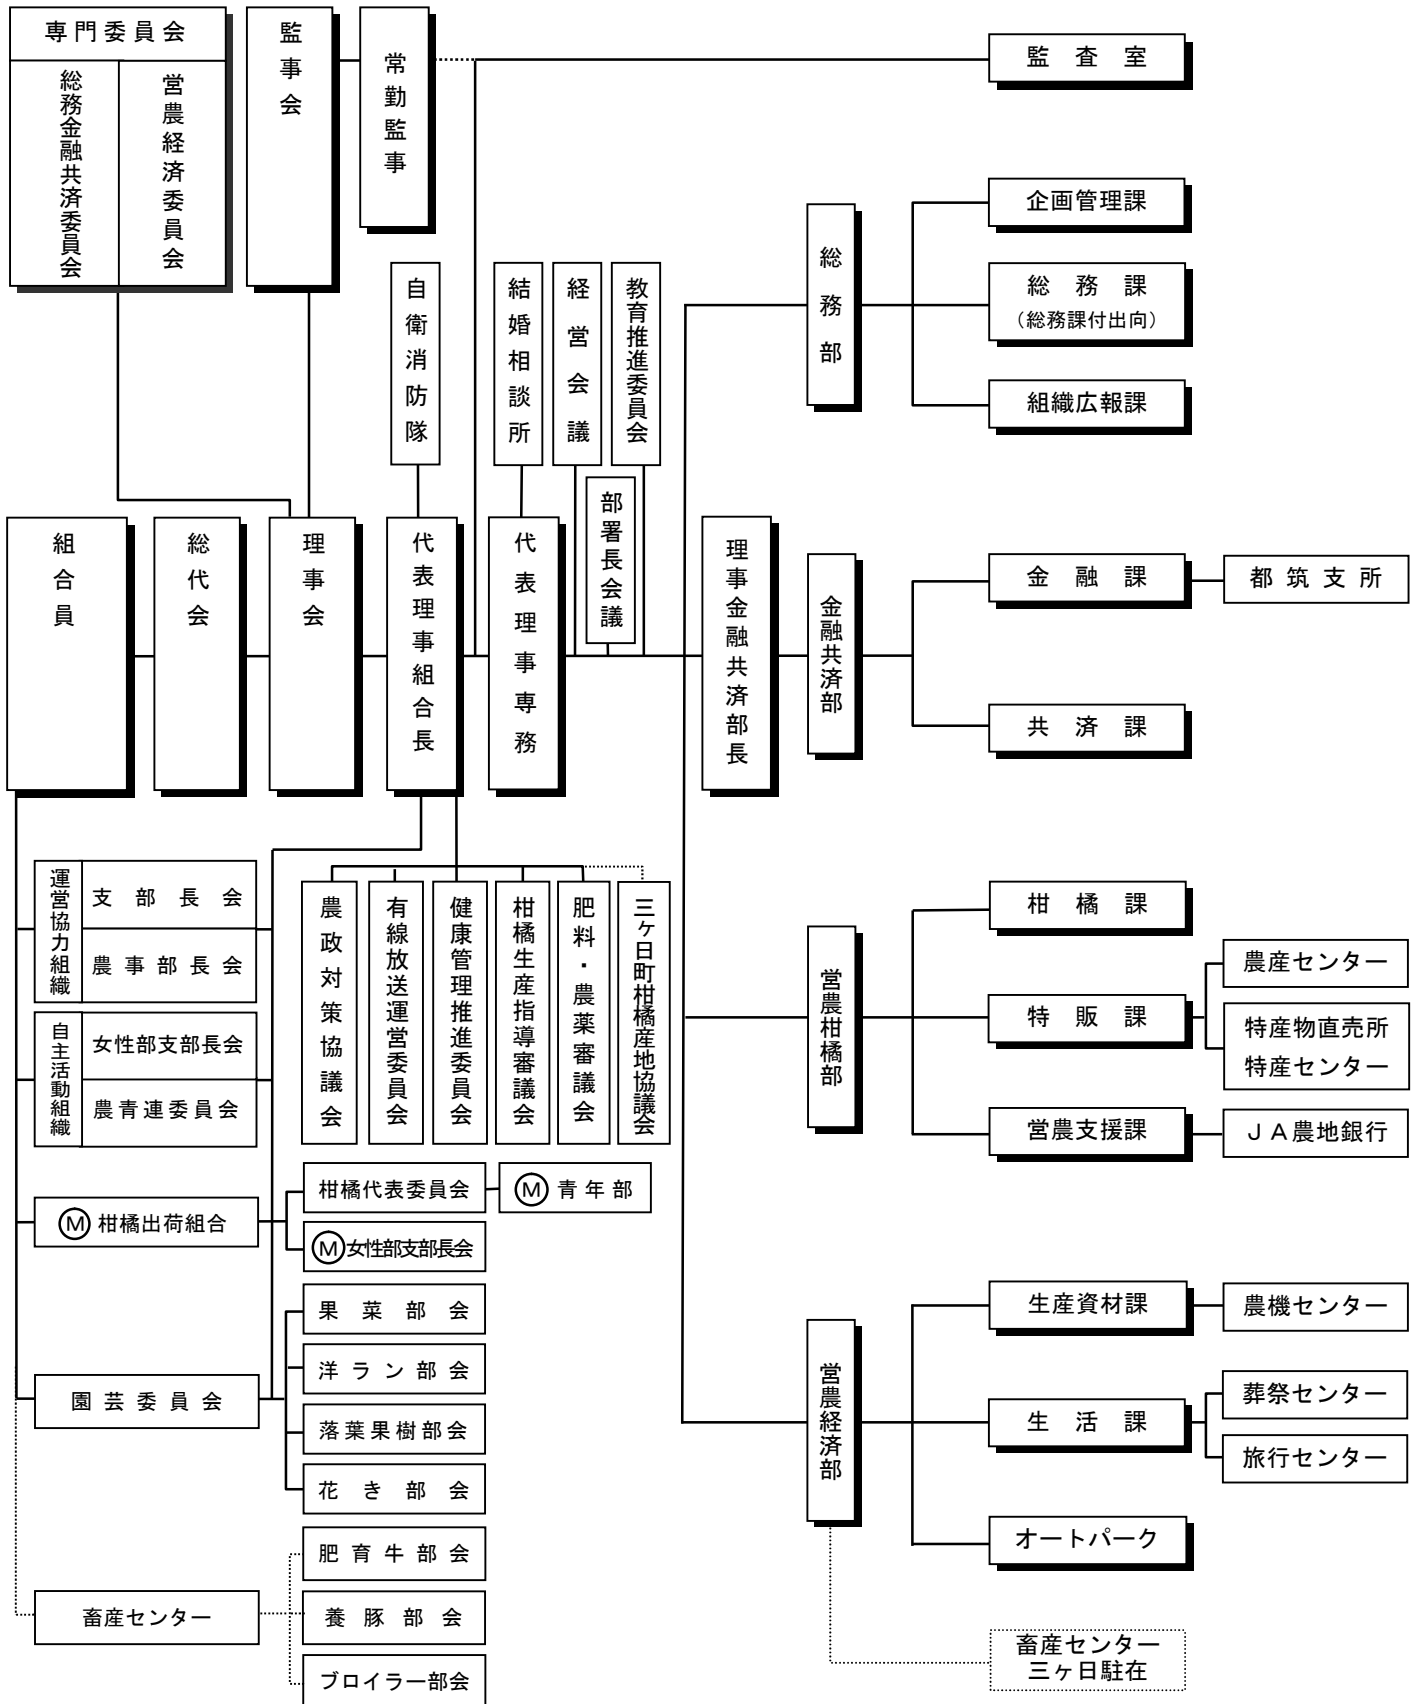 専門委員会
総務金融共済委員会
営農経済委員会
監事会
常勤監事
監査室
自衛消防隊
結婚相談所
経営会議
教育推進委員会
部署長会議
組合員
総代会
理事会
代表理事組合長
代表理事専務
理事金融共済部長
総務部
企画管理課
総務課
（総務課付出向）
組織広報課
金融共済部
金融課
都筑支所
共済課
営農柑橘部
柑橘課
特販課
農産センター
特産物直売所
特産センター
営農支援課
ＪＡ農地銀行
営農経済部
生産資材課
農機センター
生活課
葬祭センター
旅行センター
オートパーク
畜産センター
三ヶ日駐在
運営協力組織
支部長会
農事部長会
自主活動組織
女性部支部長会
農青連委員会
農政対策協議会
有線放送運営委員会
健康管理推進委員会
柑橘生産指導審議会
肥料・農薬審議会
三ヶ日町柑橘産地協議会
Ⓜ柑橘出荷組合
柑橘代表委員会
Ⓜ青年部
Ⓜ女性部支部長会
園芸委員会
果菜部会
洋ラン部会
落葉果樹部会
花き部会
畜産センター
肥育牛部会
養豚部会
ブロイラー部会